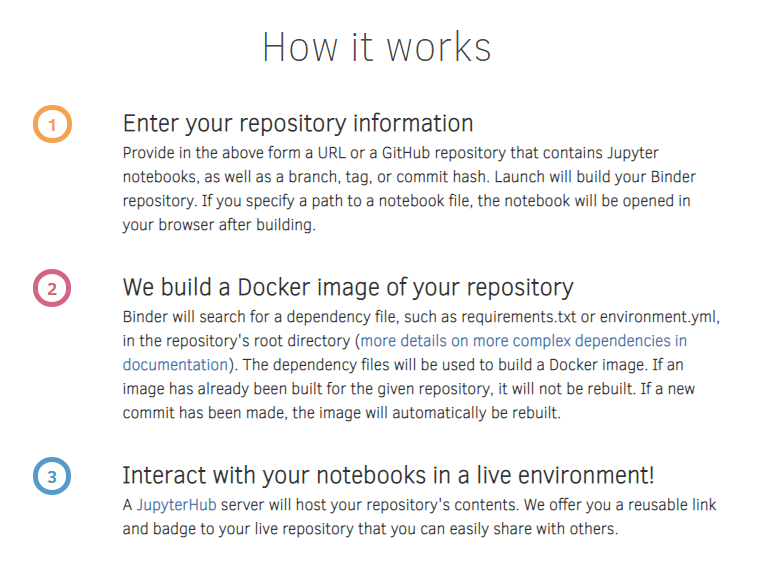 How it works
1
Enter your repository information
Provide in the above form a URL or a GitHub repository that contains Jupyter
notebooks, as well as a branch, tag, or commit hash. Launch will build your Binder
repository. If you specify a path to a notebook file, the notebook will be opened in
your browser after building.
2
We build a Docker image of your repository
Binder will search for a dependency file, such as requirements.txt or environment.yml,
in the repository's root directory (more details on more complex dependencies in
documentation). The dependency files will be used to build a Docker image. If an
image has already been built for the given repository, it will not be rebuilt. If a new
commit has been made, the image will automatically be rebuilt.
3
Interact with your notebooks in a live environment!
A JupyterHub server will host your repository's contents. We offer you a reusable link
and badge to your live repository that you can easily share with others.